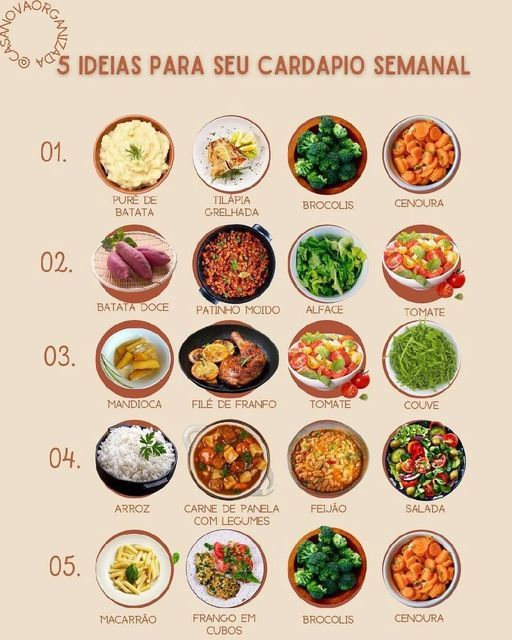 @CASANOVAORGANIZADA
5 IDEIAS PARA SEU CARDAPIO SEMANAL
01.
PURÊ DE
BATATA
TILÁPIA
GRELHADA
BROCOLIS
CENOURA
02.
BATATA DOCE
PATINHO MOIDO
ALFACE
TOMATE
03.
MANDIOCA
FILÉ DE FRANFO
TOMATE
COUVE
04.
ARROZ
CARNE DE PANELA
COM LEGUMES
FEIJÃO
SALADA
05.
MACARRÃO
FRANGO EM
CUBOS
BROCOLIS
CENOURA